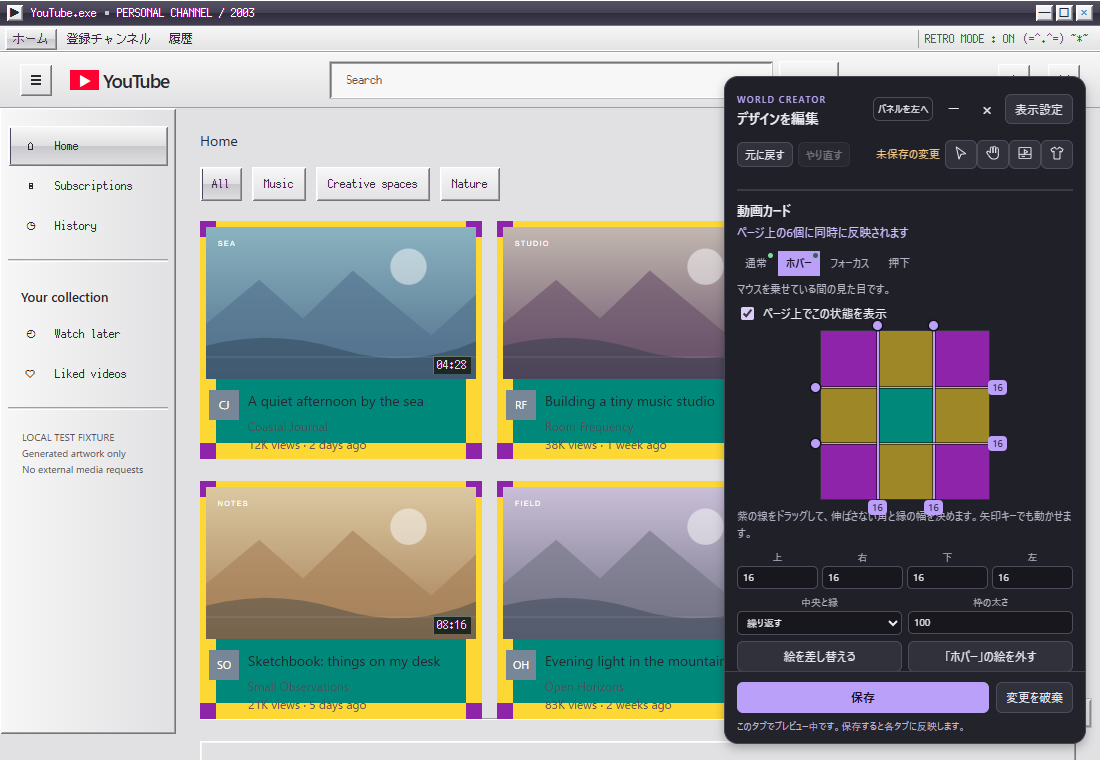 YouTube.exe ▪ PERSONAL CHANNEL / 2003
ホーム 登録チャンネル 履歴
RETRO MODE : ON (=^.^=) ~*~
YouTube
Search
Home
Subscriptions
History
Your collection
Watch later
Liked videos
LOCAL TEST FIXTURE
Generated artwork only
No external media requests
Home
All Music Creative spaces Nature
SEA
04:28
CJ
A quiet afternoon by the sea
Coastal Journal
12K views · 2 days ago
STUDIO
RF
Building a tiny music studio
Room Frequency
38K views · 1 week ago
NOTES
08:16
SO
Sketchbook: things on my desk
Small Observations
21K views · 5 days ago
FIELD
OH
Evening light in the mountain
Open Horizons
83K views · 2 weeks ago
WORLD CREATOR
デザインを編集
パネルを左へ
表示設定
元に戻す やり直す 未保存の変更
動画カード
ページ上の6個に同時に反映されます
通常 ホバー フォーカス 押下
マウスを乗せている間の見た目です。
ページ上でこの状態を表示
16
16
16 16
紫の線をドラッグして、伸ばさない角と縁の幅を決めます。矢印キーでも動かせま
す。
上 右 下 左
16 16 16 16
中央と縁 枠の太さ
繰り返す 100
絵を差し替える 「ホバー」の絵を外す
保存 変更を破棄
このタブでプレビュー中です。保存すると各タブに反映します。